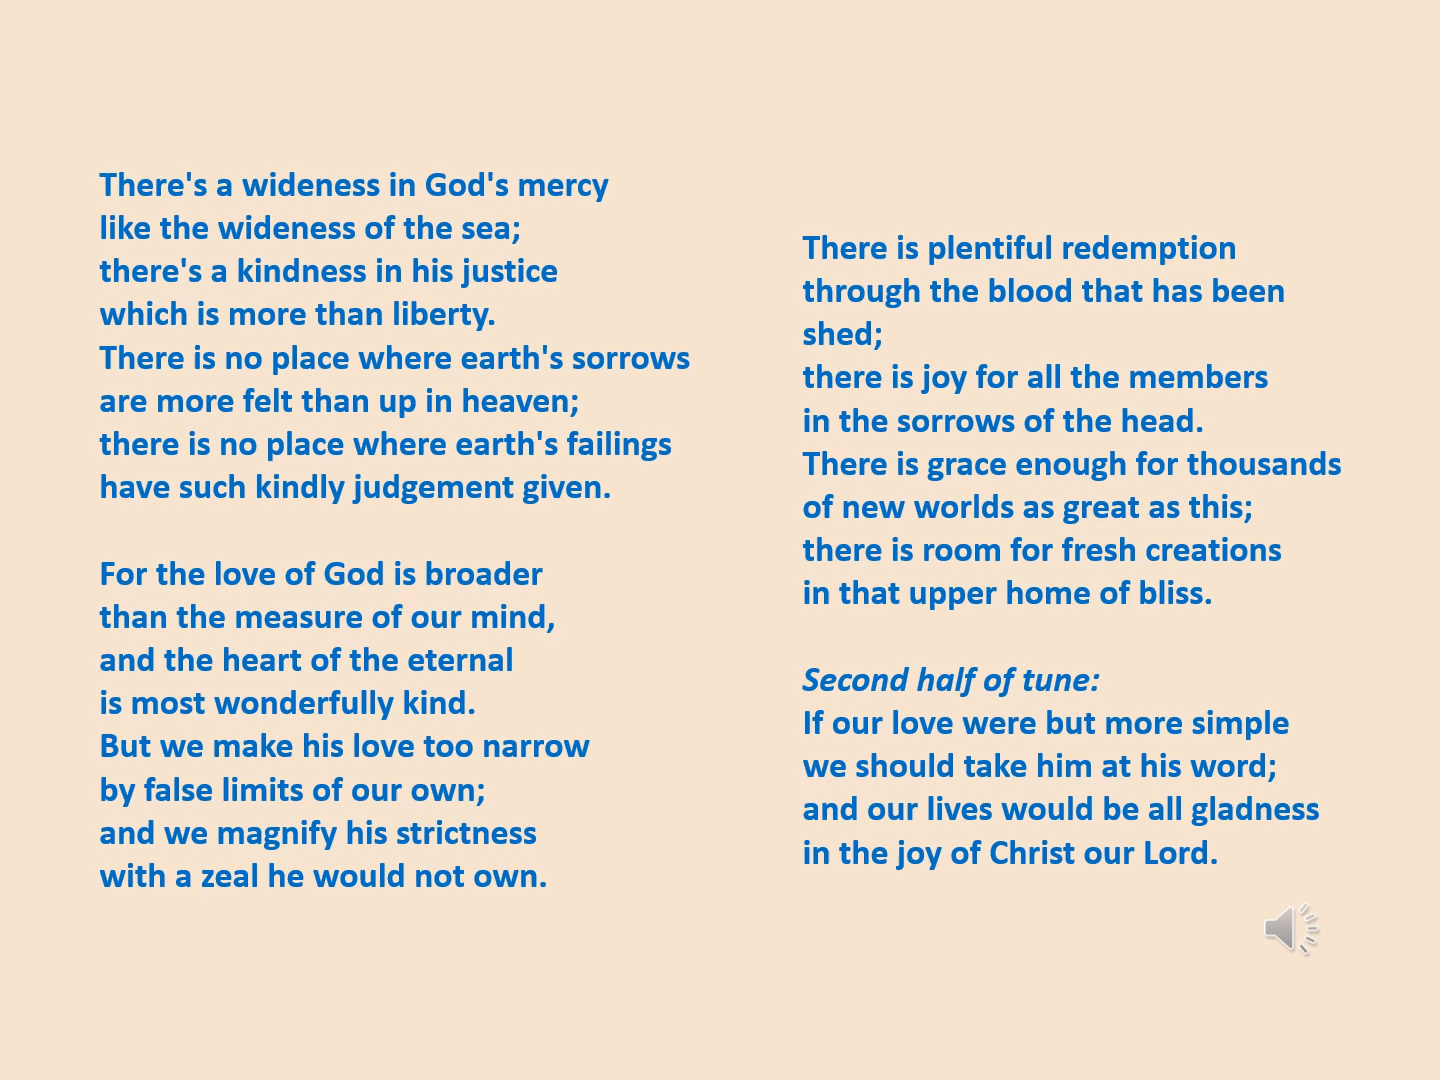 There's a wideness in God's mercy
like the wideness of the sea;
there's a kindness in his justice
which is more than liberty.
There is no place where earth's sorrows
are more felt than up in heaven;
there is no place where earth's failings
have such kindly judgement given.

For the love of God is broader
than the measure of our mind,
and the heart of the eternal
is most wonderfully kind.
But we make his love too narrow
by false limits of our own;
and we magnify his strictness
with a zeal he would not own.

There is plentiful redemption
through the blood that has been
shed;
there is joy for all the members
in the sorrows of the head.
There is grace enough for thousands
of new worlds as great as this;
there is room for fresh creations
in that upper home of bliss.

Second half of tune:
If our love were but more simple
we should take him at his word;
and our lives would be all gladness
in the joy of Christ our Lord.